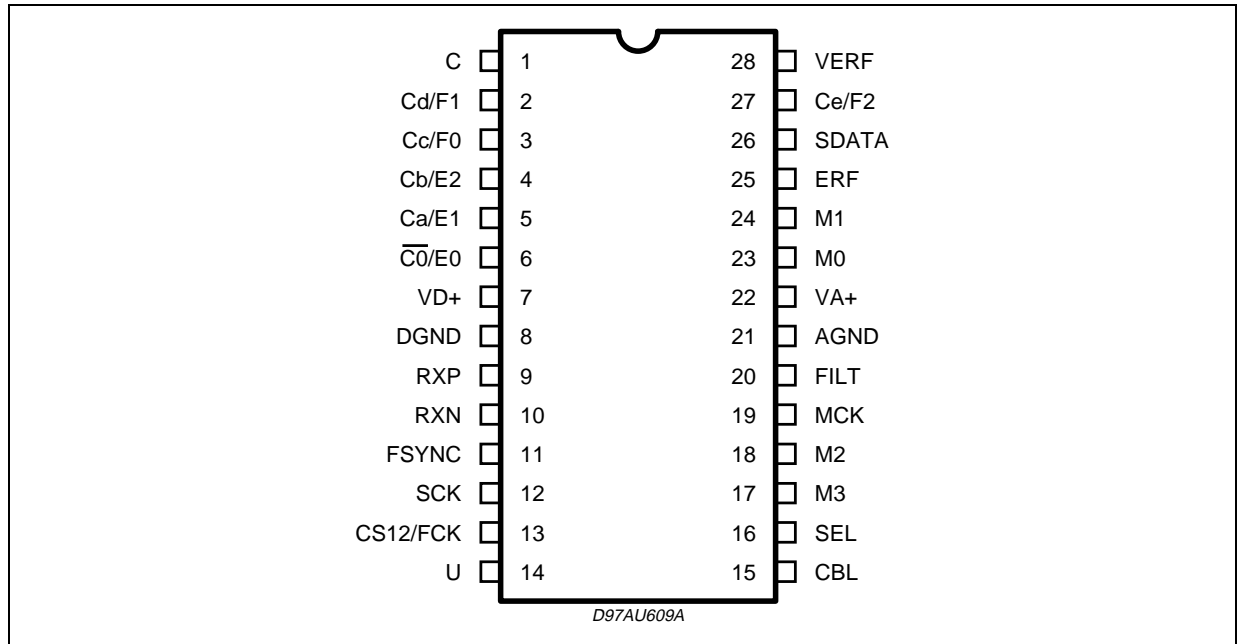 C 1 28 VERF
Cd/F1 2 27 Ce/F2
Cc/F0 3 26 SDATA
Cb/E2 4 25 ERF
Ca/E1 5 24 M1
C̅0̅/E0 6 23 M0
VD+ 7 22 VA+
DGND 8 21 AGND
RXP 9 20 FILT
RXN 10 19 MCK
FSYNC 11 18 M2
SCK 12 17 M3
CS12/FCK 13 16 SEL
U 14 15 CBL
D97AU609A